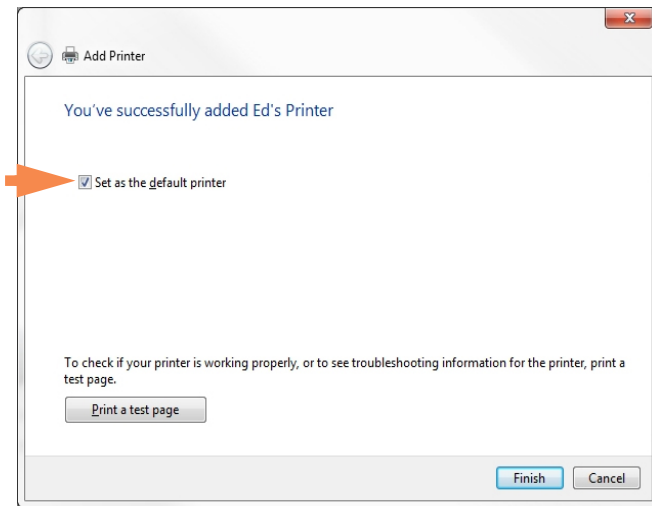 Add Printer
You've successfully added Ed's Printer
Set as the default printer
To check if your printer is working properly, or to see troubleshooting information for the printer, print a
test page.
Print a test page
Finish Cancel